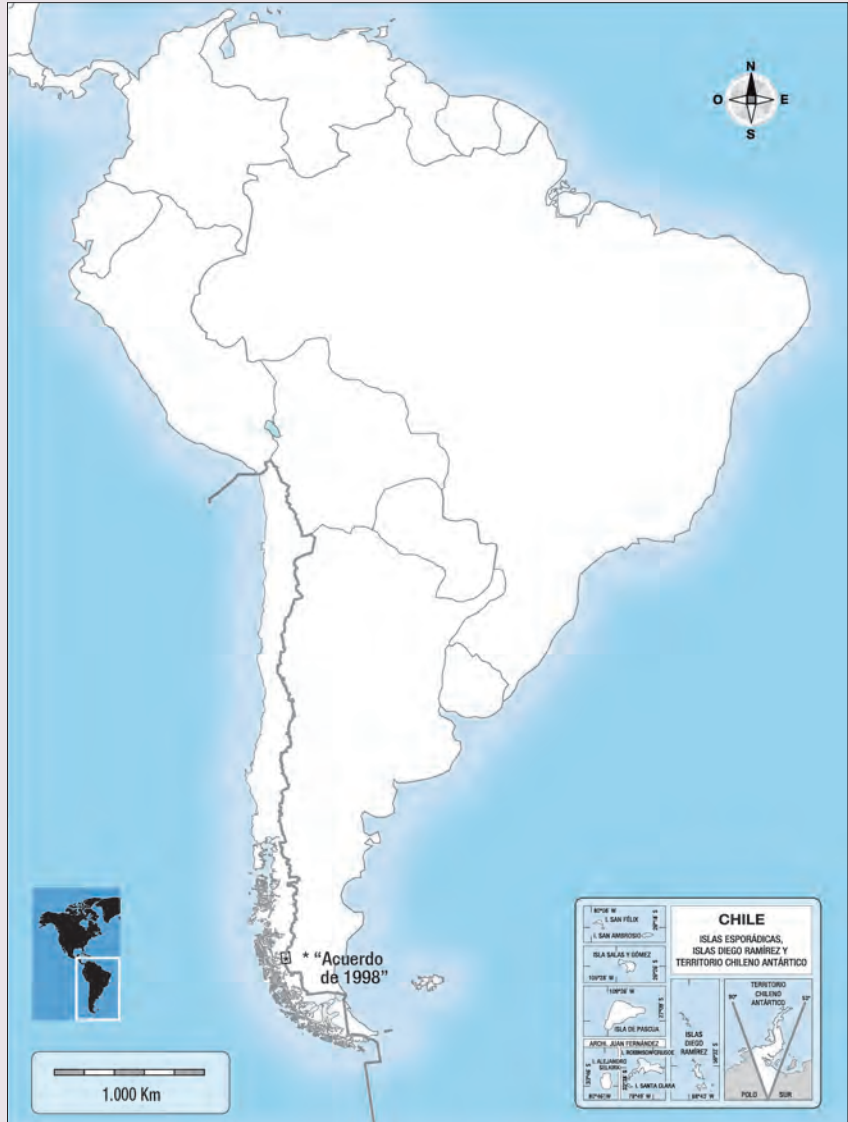 N
O
E
S
* “Acuerdo
de 1998”
1.000 Km
CHILE
ISLAS ESPORÁDICAS,
ISLAS DIEGO RAMÍREZ Y
TERRITORIO CHILENO ANTÁRTICO
I. SAN FÉLIX
I. SAN AMBROSIO
ISLA SALAS Y GÓMEZ
ISLA DE PASCUA
ARCHI. JUAN FERNÁNDEZ
I. ROBINSON CRUSOE
I. ALEJANDRO
SELKIRK
I. SANTA CLARA
ISLAS
DIEGO
RAMÍREZ
TERRITORIO
CHILENO
ANTÁRTICO
90°
53°
POLO
SUR